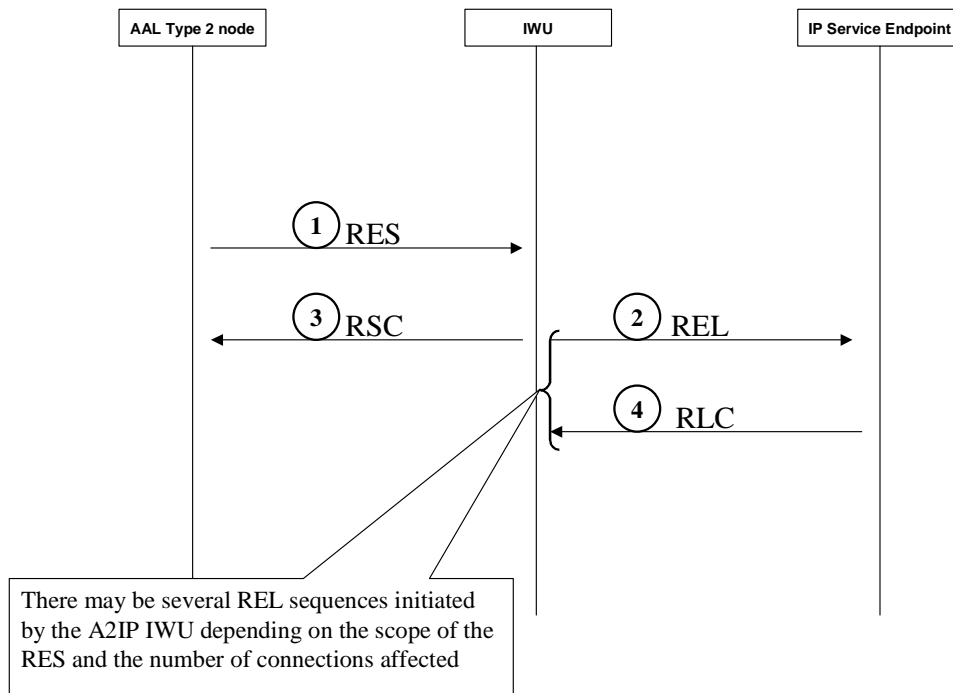 AAL Type 2 node
IWU
IP Service Endpoint
1 RES
3 RSC
2 REL
4 RLC
There may be several REL sequences initiated
by the A2IP IWU depending on the scope of the
RES and the number of connections affected